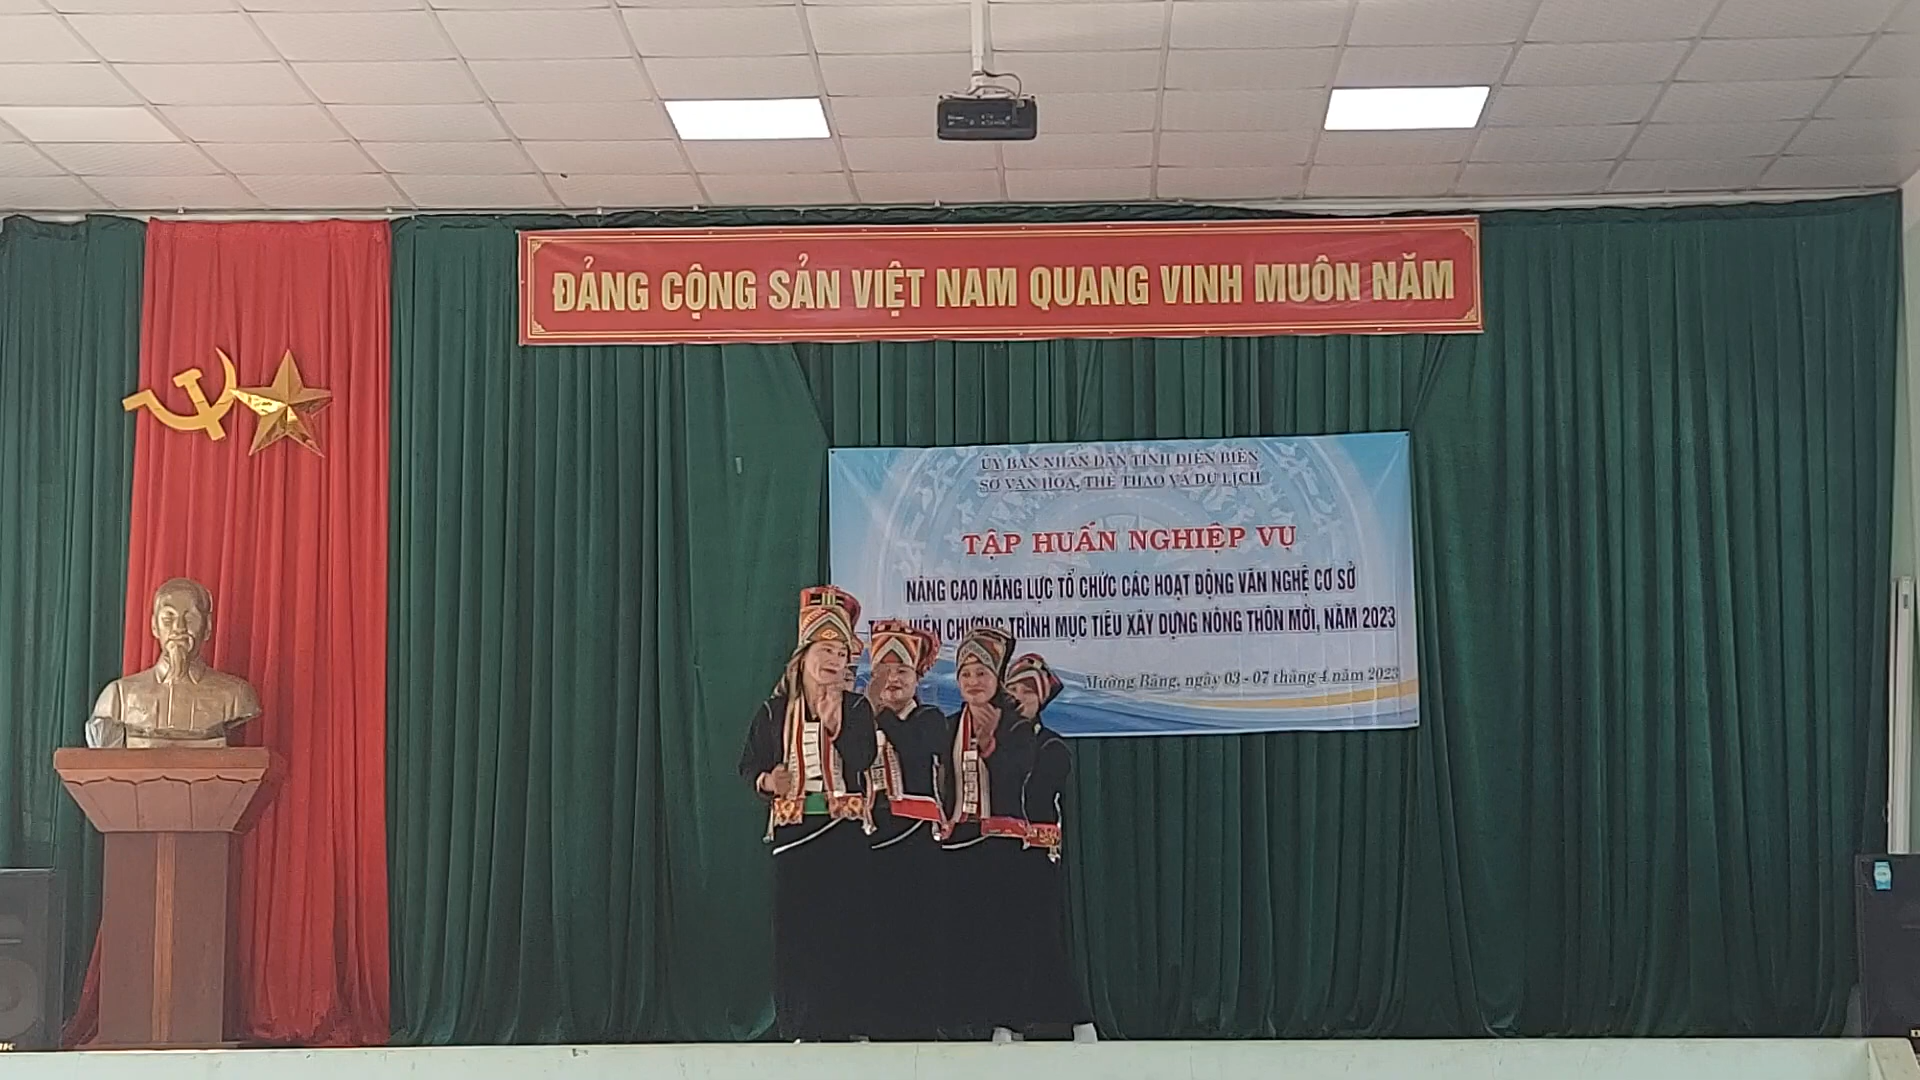 ĐẢNG CỘNG SẢN VIỆT NAM QUANG VINH MUÔN NĂM
ỦY BAN NHÂN DÂN TỈNH ĐIỆN BIÊN
SỞ VĂN HÓA, THỂ THAO VÀ DU LỊCH
TẬP HUẤN NGHIỆP VỤ
NÂNG CAO NĂNG LỰC TỔ CHỨC CÁC HOẠT ĐỘNG VĂN NGHỆ CƠ SỞ
HIỆN CHƯƠNG TRÌNH MỤC TIÊU XÂY DỰNG NÔNG THÔN MỚI, NĂM 2023
Mường Báng, ngày 03 - 07 tháng 4 năm 2023